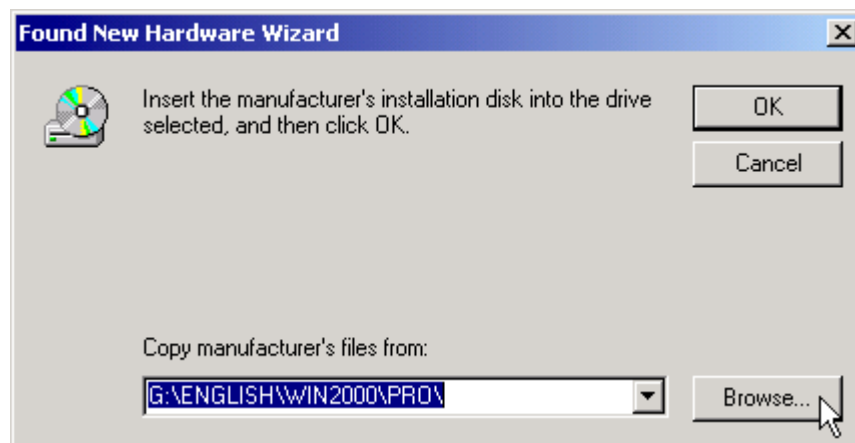 Found New Hardware Wizard
Insert the manufacturer's installation disk into the drive
selected, and then click OK.
OK
Cancel
Copy manufacturer's files from:
G:\ENGLISH\WIN2000\PRO\
Browse...